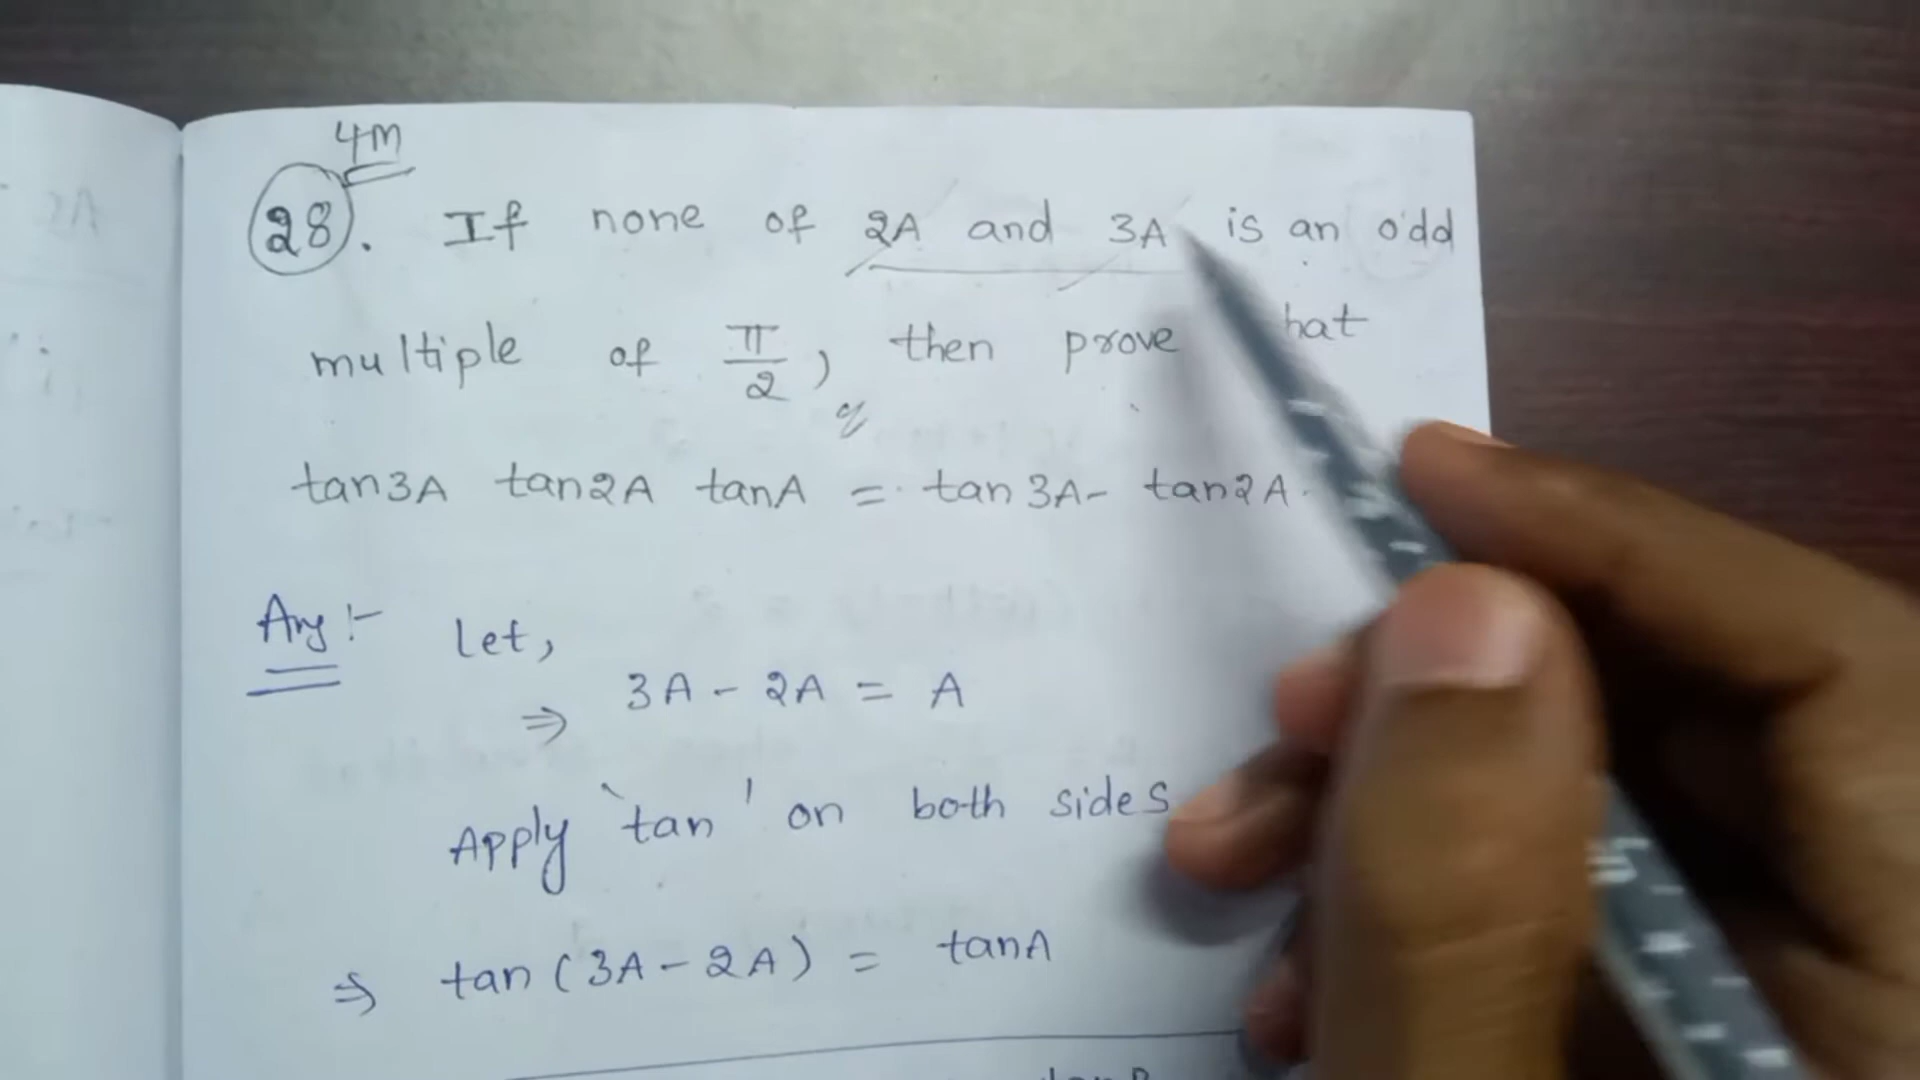 4M
28. If none of 2A and 3A is an odd
multiple of π/2, then prove hat
tan3A tan2A tanA = tan3A- tan2A
Ans :- Let,
⇒ 3A - 2A = A
Apply 'tan' on both sides
⇒ tan (3A - 2A) = tanA